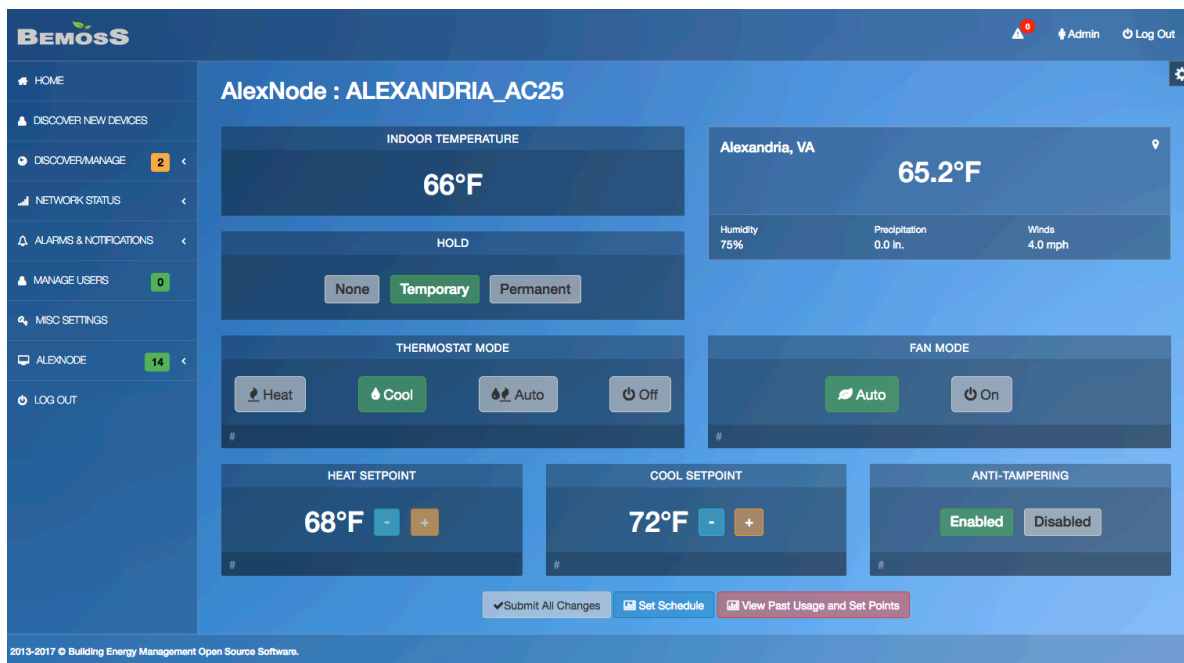 BEMOSS
0
Admin
Log Out
HOME
DISCOVER NEW DEVICES
DISCOVER/MANAGE 2 <
NETWORK STATUS <
ALARMS & NOTIFICATIONS <
MANAGE USERS 0
MISC SETTINGS
ALEXNODE 14 <
LOG OUT
AlexNode : ALEXANDRIA_AC25
INDOOR TEMPERATURE
66°F
Alexandria, VA
65.2°F
Humidity Precipitation Winds
75% 0.0 in. 4.0 mph
HOLD
None Temporary Permanent
THERMOSTAT MODE
Heat Cool Auto Off
#
FAN MODE
Auto On
#
HEAT SETPOINT
68°F - +
#
COOL SETPOINT
72°F - +
#
ANTI-TAMPERING
Enabled Disabled
#
Submit All Changes Set Schedule View Past Usage and Set Points
2013-2017 © Building Energy Management Open Source Software.